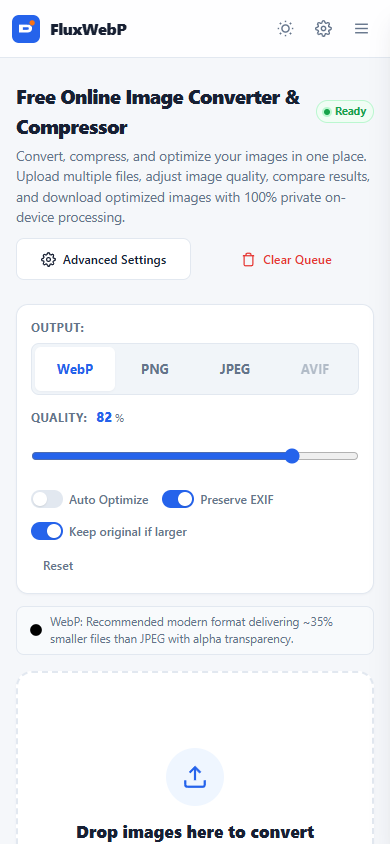 FluxWebP
Free Online Image Converter &
Compressor
Ready
Convert, compress, and optimize your images in one place.
Upload multiple files, adjust image quality, compare results,
and download optimized images with 100% private on-
device processing.
Advanced Settings
Clear Queue
OUTPUT:
WebP
PNG
JPEG
AVIF
QUALITY: 82 %
Auto Optimize
Preserve EXIF
Keep original if larger
Reset
WebP: Recommended modern format delivering ~35%
smaller files than JPEG with alpha transparency.
Drop images here to convert